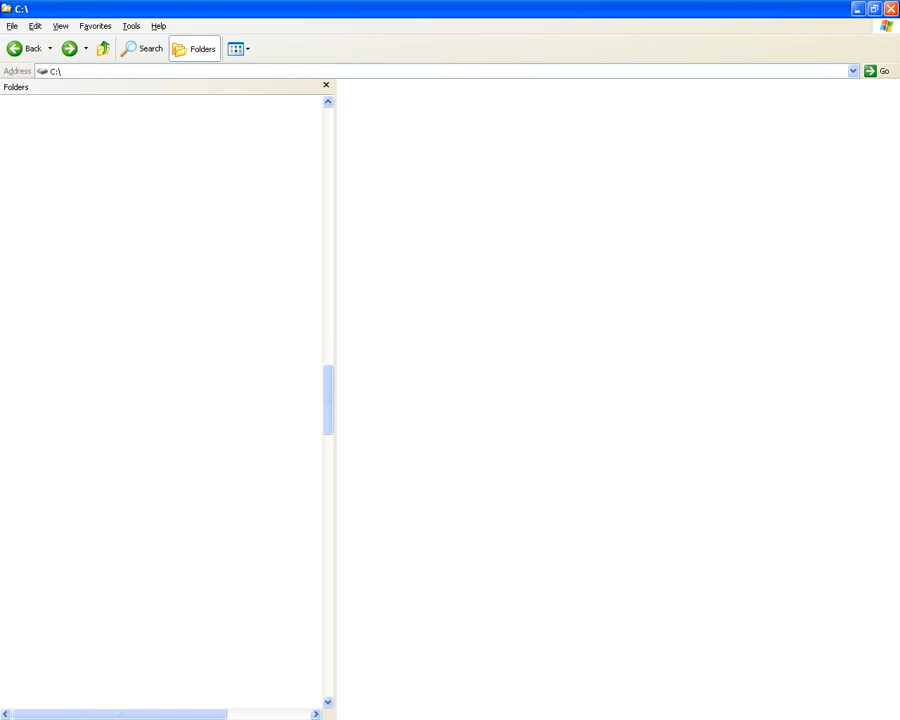 C:\
File Edit View Favorites Tools Help
Back Search Folders
Address C:\ Go
Folders